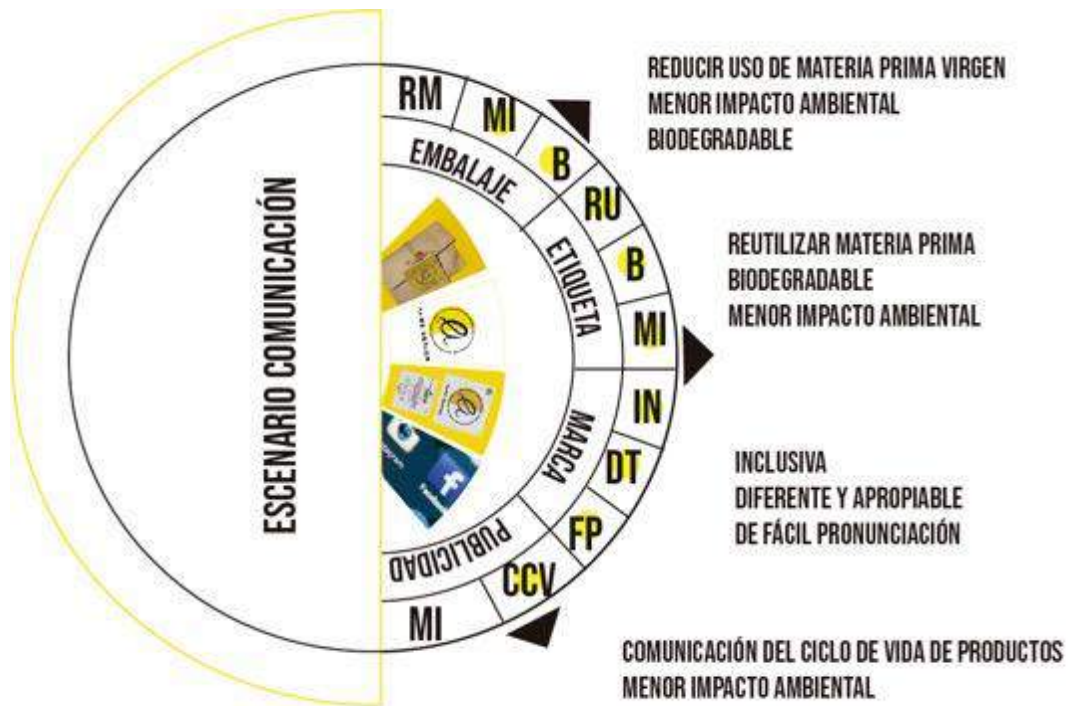 ESCENARIO COMUNICACIÓN
RM
MI
B
RU
B
MI
IN
DT
FP
CCV
MI
EMBALAJE
ETIQUETA
MARCA
PUBLICIDAD
REDUCIR USO DE MATERIA PRIMA VIRGEN
MENOR IMPACTO AMBIENTAL
BIODEGRADABLE
REUTILIZAR MATERIA PRIMA
BIODEGRADABLE
MENOR IMPACTO AMBIENTAL
INCLUSIVA
DIFERENTE Y APROPIABLE
DE FÁCIL PRONUNCIACIÓN
COMUNICACIÓN DEL CICLO DE VIDA DE PRODUCTOS
MENOR IMPACTO AMBIENTAL